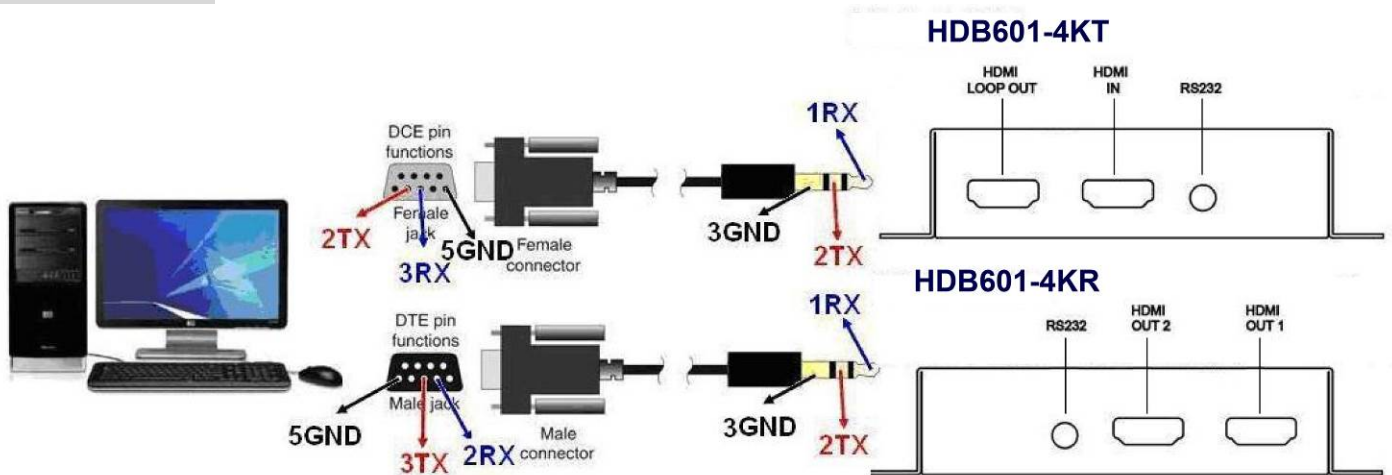 HDB601-4KT
HDMI
LOOP OUT
HDMI
IN
RS232
1RX
DCE pin
functions
Female
jack
2TX
3RX
5GND
Female
connector
3GND
2TX
HDB601-4KR
1RX
RS232
HDMI
OUT 2
HDMI
OUT 1
DTE pin
functions
Male jack
5GND
3TX
2RX
Male
connector
3GND
2TX